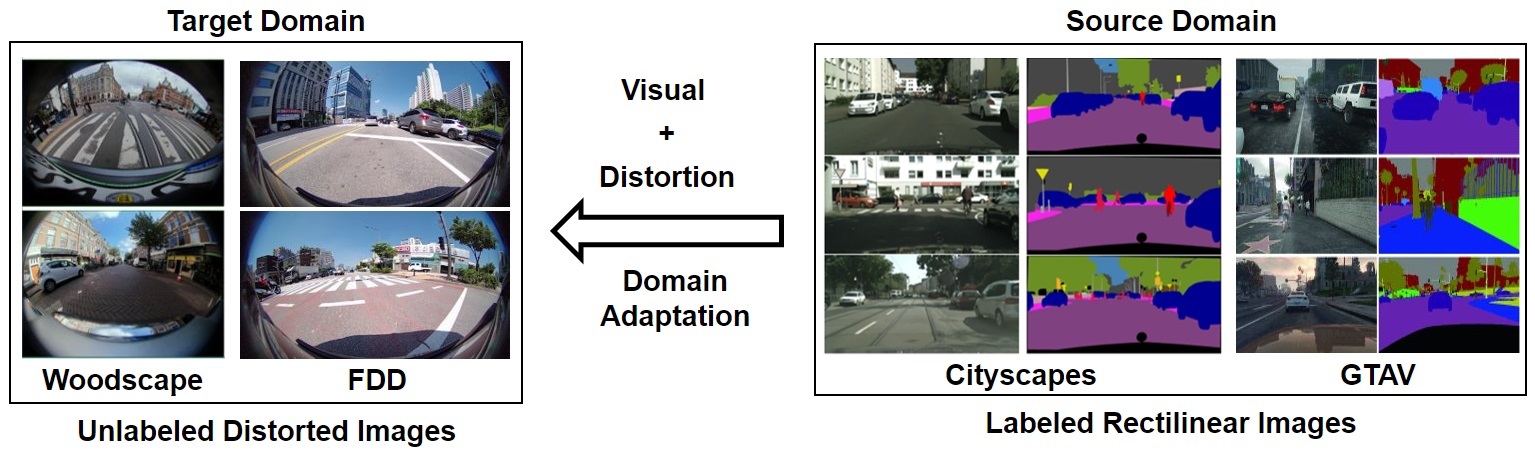 Target Domain
Source Domain
Visual
+
Distortion
Domain
Adaptation
Woodscape
FDD
Cityscapes
GTAV
Unlabeled Distorted Images
Labeled Rectilinear Images